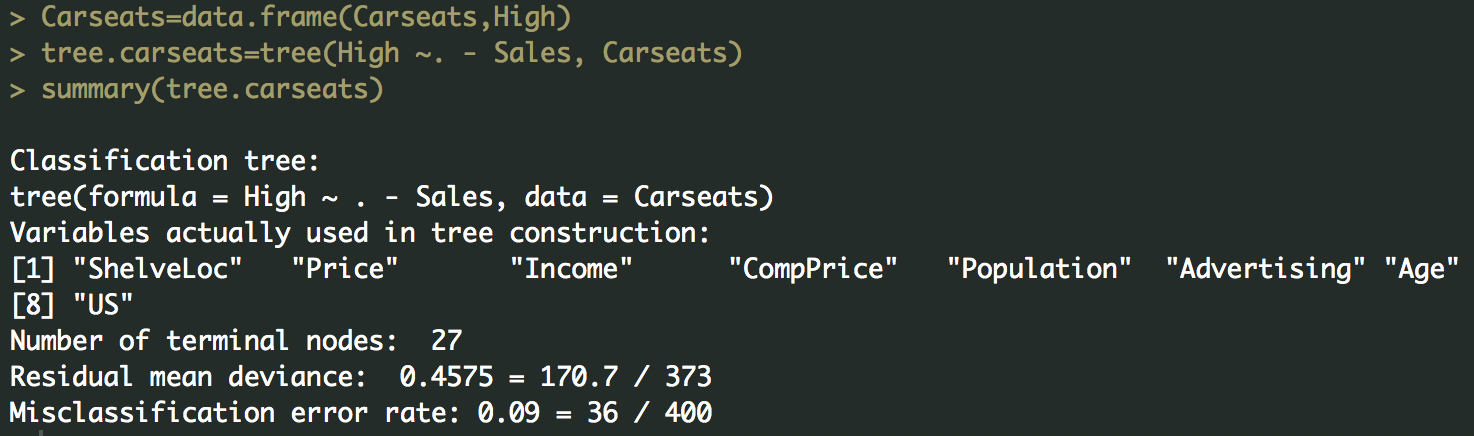 > Carseats=data.frame(Carseats,High)
> tree.carseats=tree(High ~. - Sales, Carseats)
> summary(tree.carseats)
Classification tree:
tree(formula = High ~ . - Sales, data = Carseats)
Variables actually used in tree construction:
[1] "ShelveLoc"   "Price"       "Income"      "CompPrice"   "Population"  "Advertising" "Age"
[8] "US"
Number of terminal nodes:  27
Residual mean deviance:  0.4575 = 170.7 / 373
Misclassification error rate: 0.09 = 36 / 400